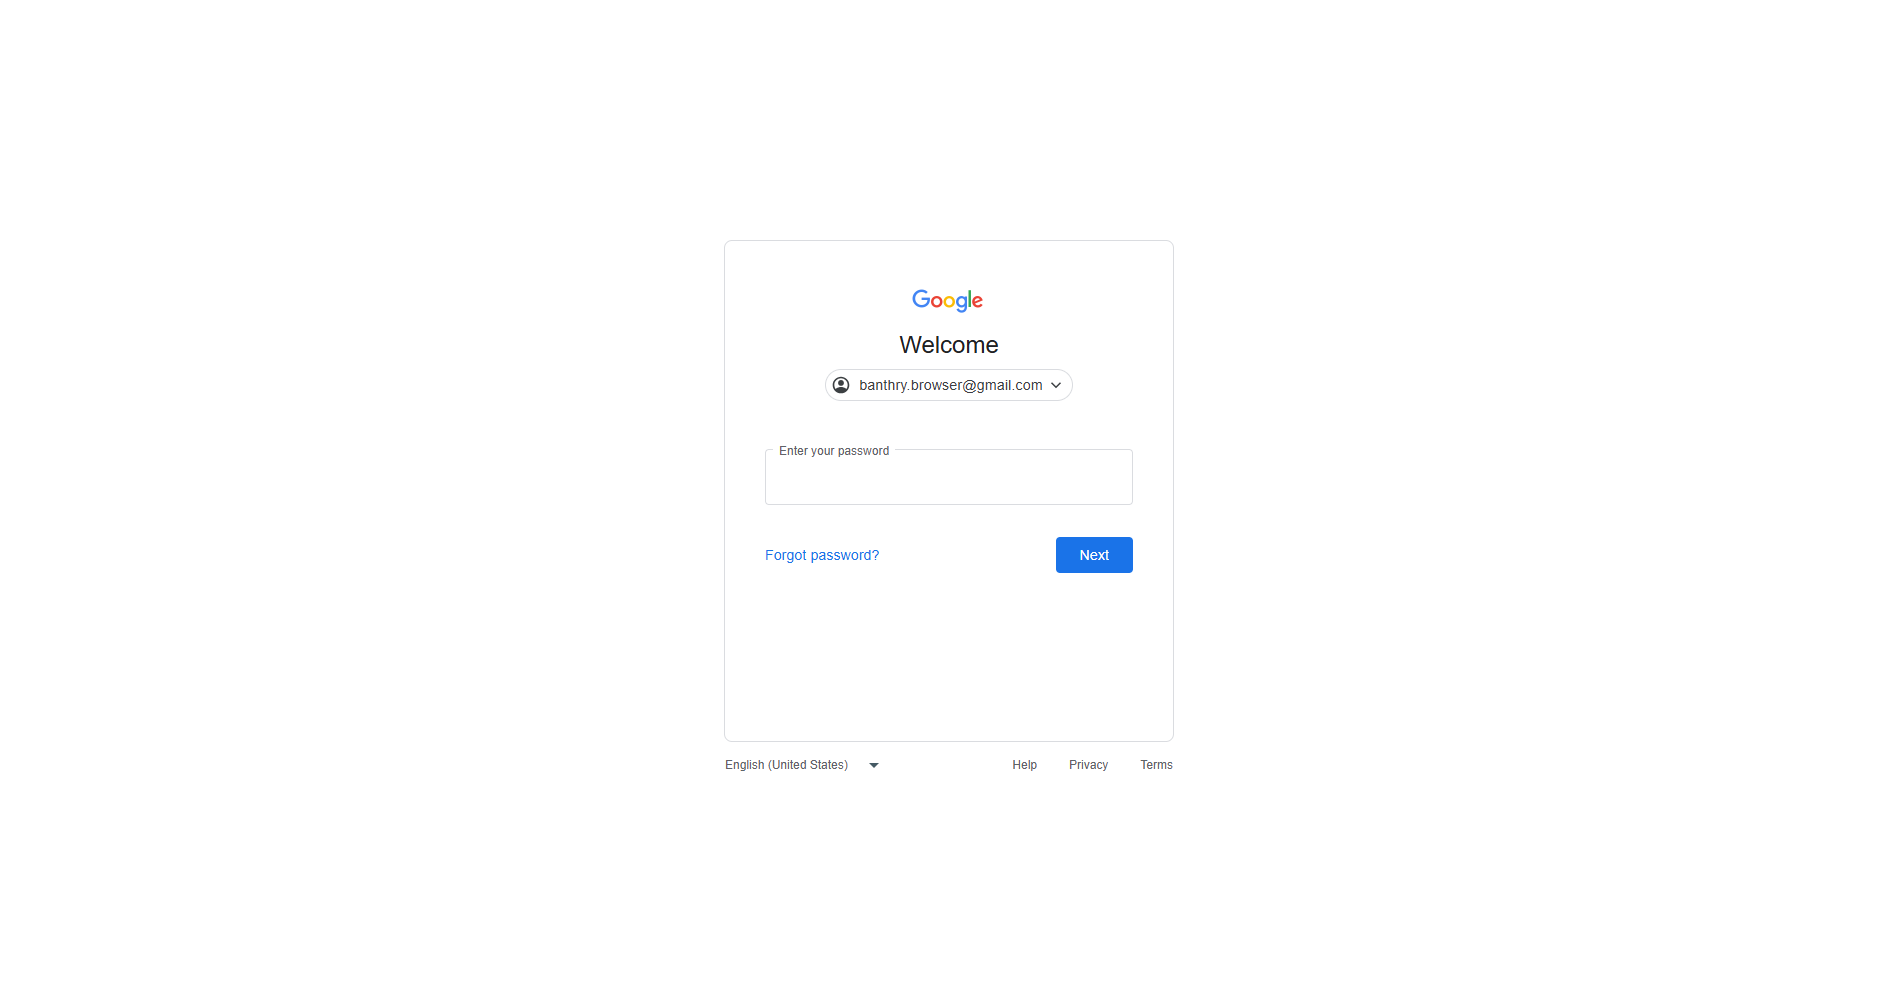 Google
Welcome
banthry.browser@gmail.com
Enter your password
Forgot password?
Next
English (United States)
Help
Privacy
Terms